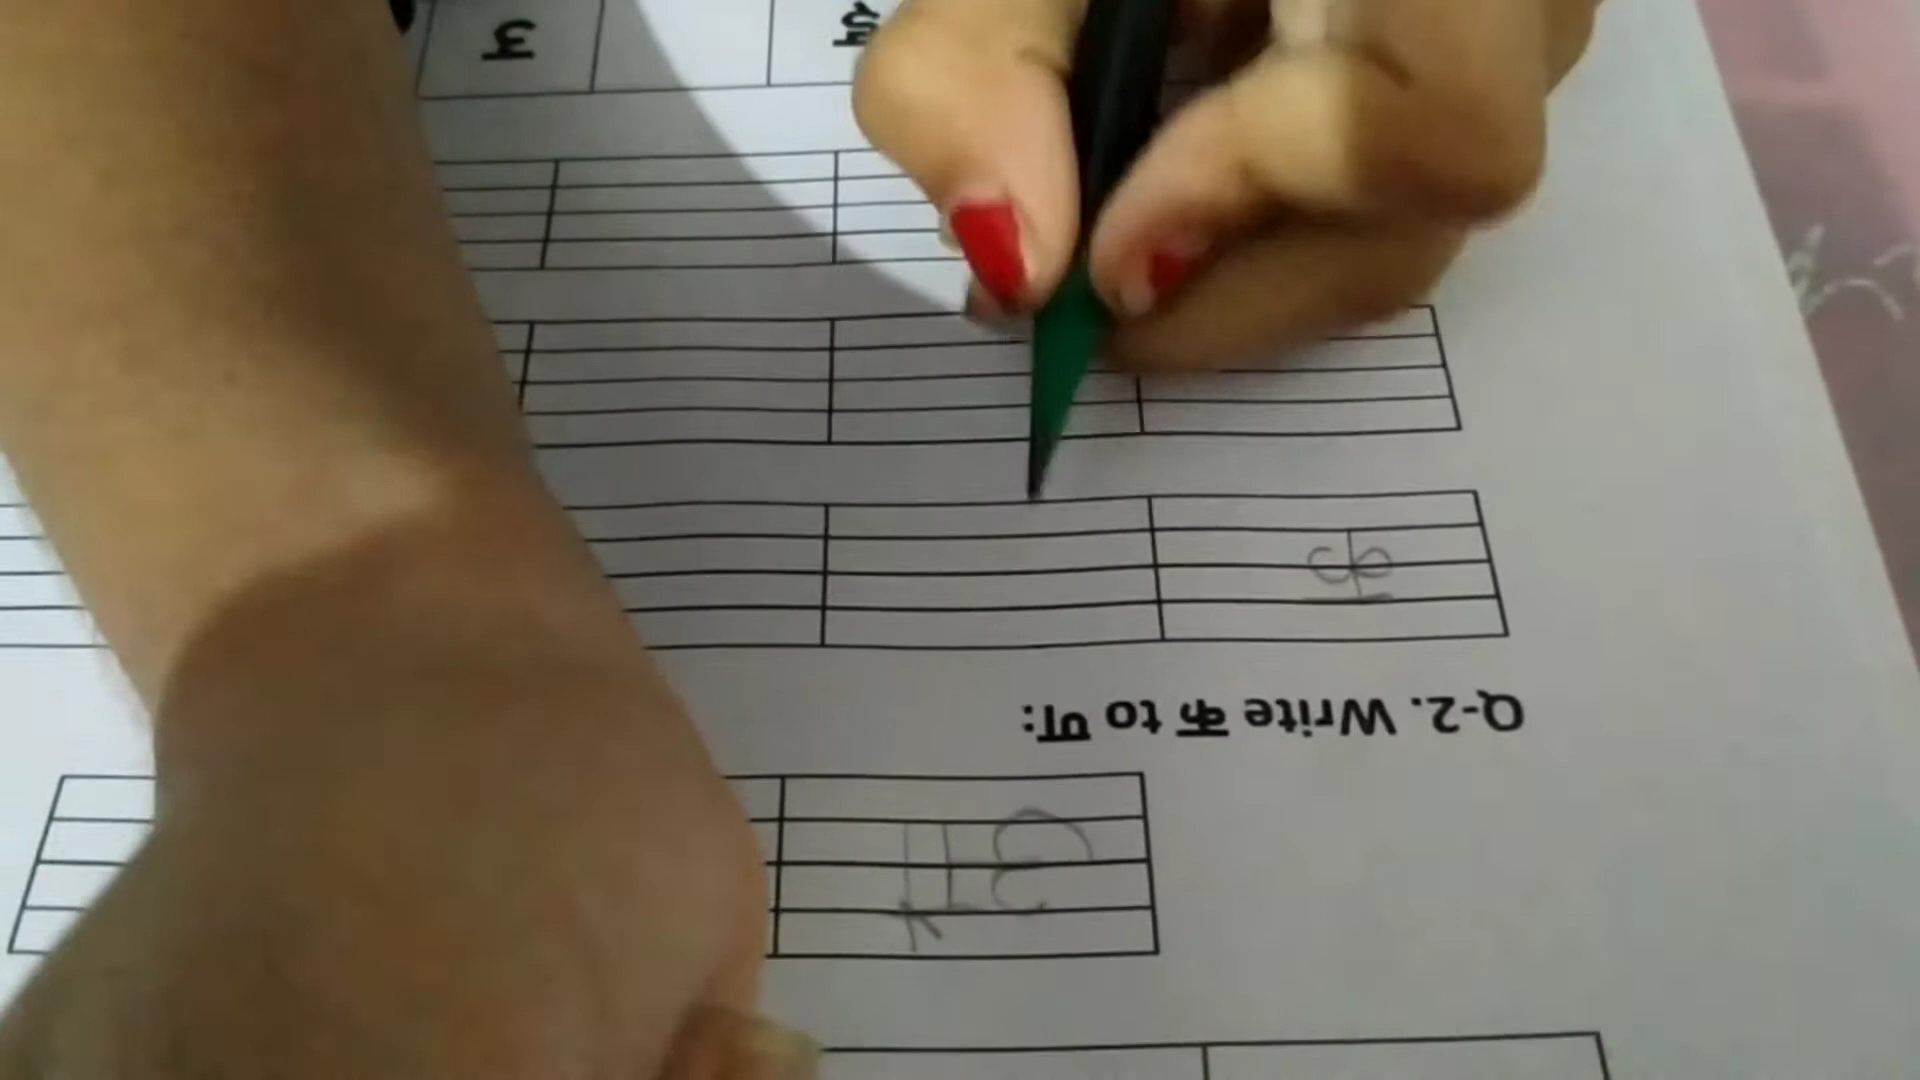 Q-2. Write क to ण:
क
उ